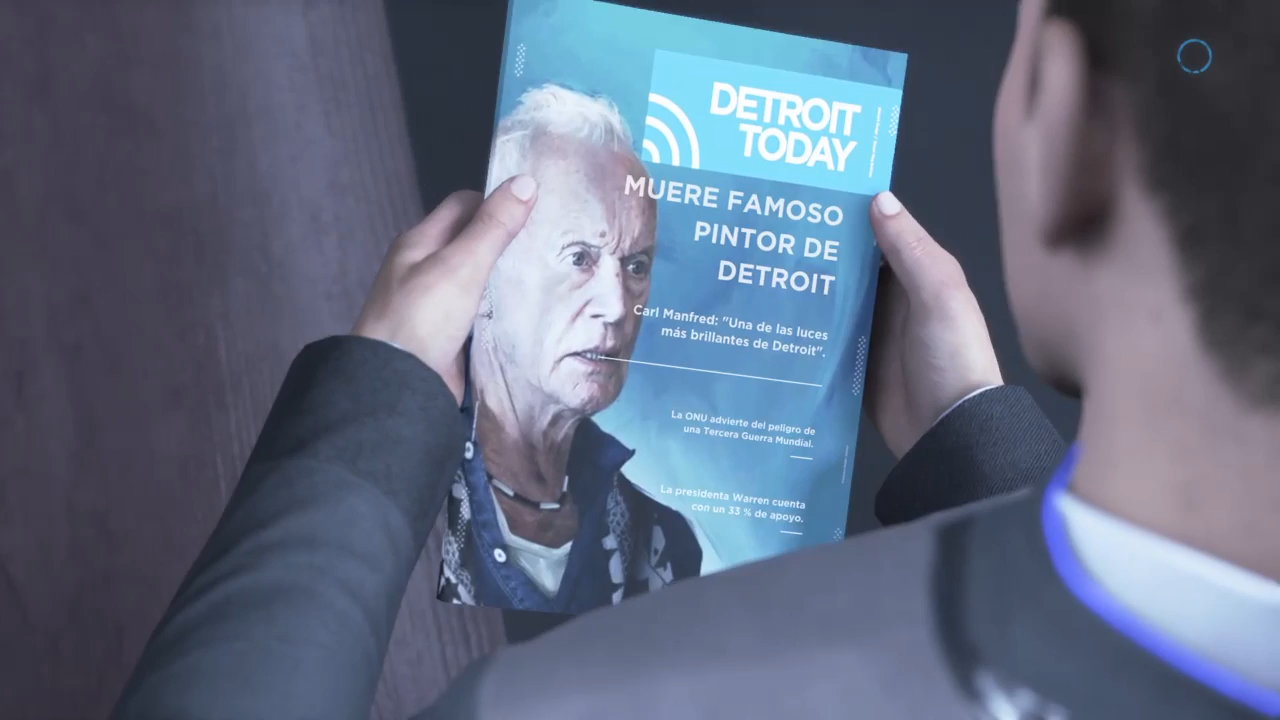 DETROIT
TODAY
MUERE FAMOSO
PINTOR DE
DETROIT
Carl Manfred: "Una de las luces
más brillantes de Detroit".
La ONU advierte del peligro de
una Tercera Guerra Mundial.
La presidenta Warren cuenta
con un 33 % de apoyo.